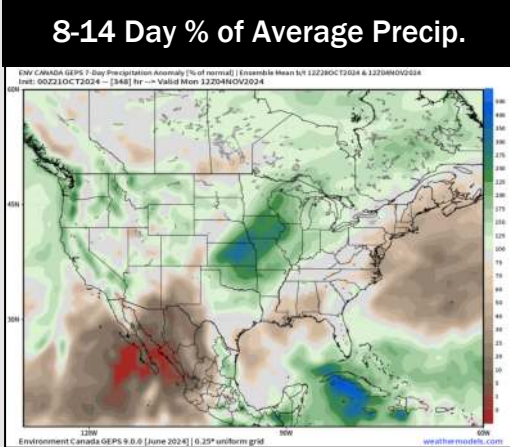 8-14 Day % of Average Precip.
ENV CANADA GEPS 7-Day Precipitation Anomaly [% of normal] | Ensemble Mean b/t 12Z28OCT2024 & 12Z04NOV2024
Init: 00Z21OCT2024 -- [348] hr --> Valid Mon 12Z04NOV2024
60N
45N
30N
120W
90W
60W
Environment Canada GEPS 9.0.0 [June 2024] | 0.25° uniform grid
weathermodels.com